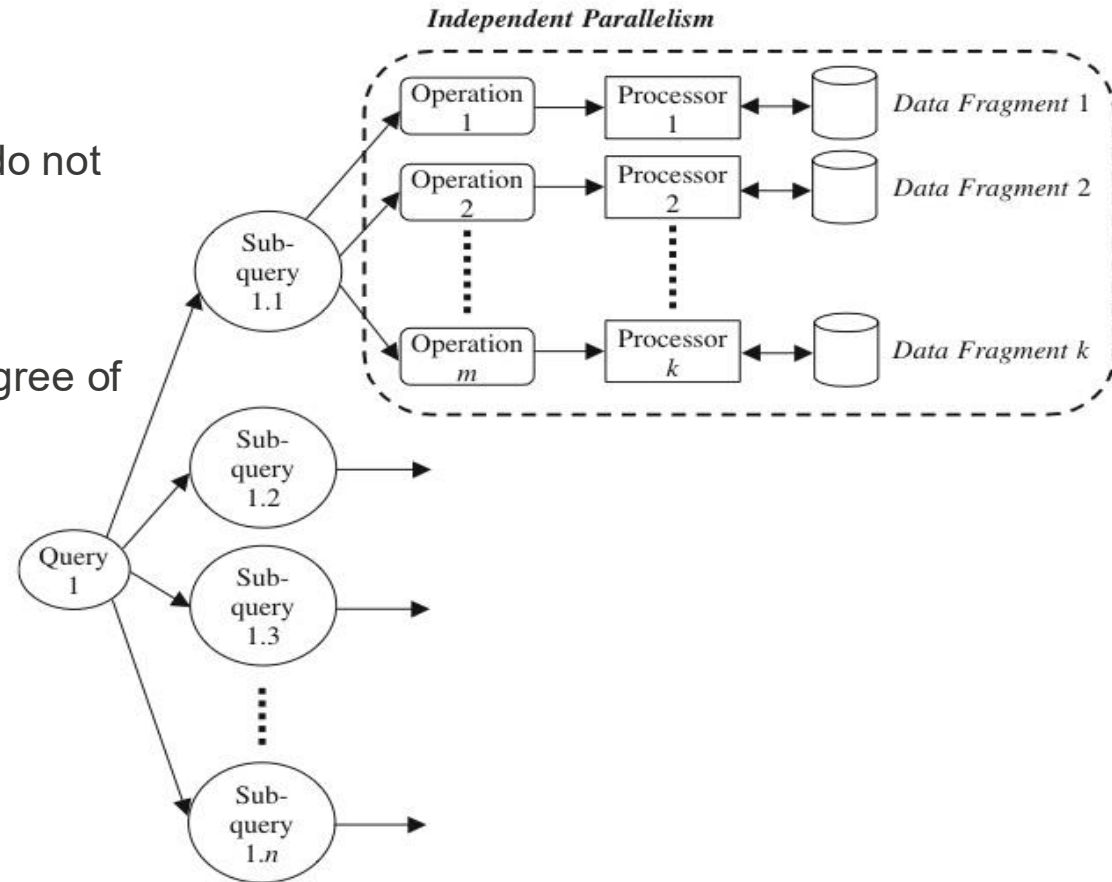 Independent Parallelism
do not
gree of
Operation
1
Processor
1
Data Fragment 1
Operation
2
Processor
2
Data Fragment 2
Sub-
query
1.1
Operation
m
Processor
k
Data Fragment k
Sub-
query
1.2
Query
1
Sub-
query
1.3
Sub-
query
1.n